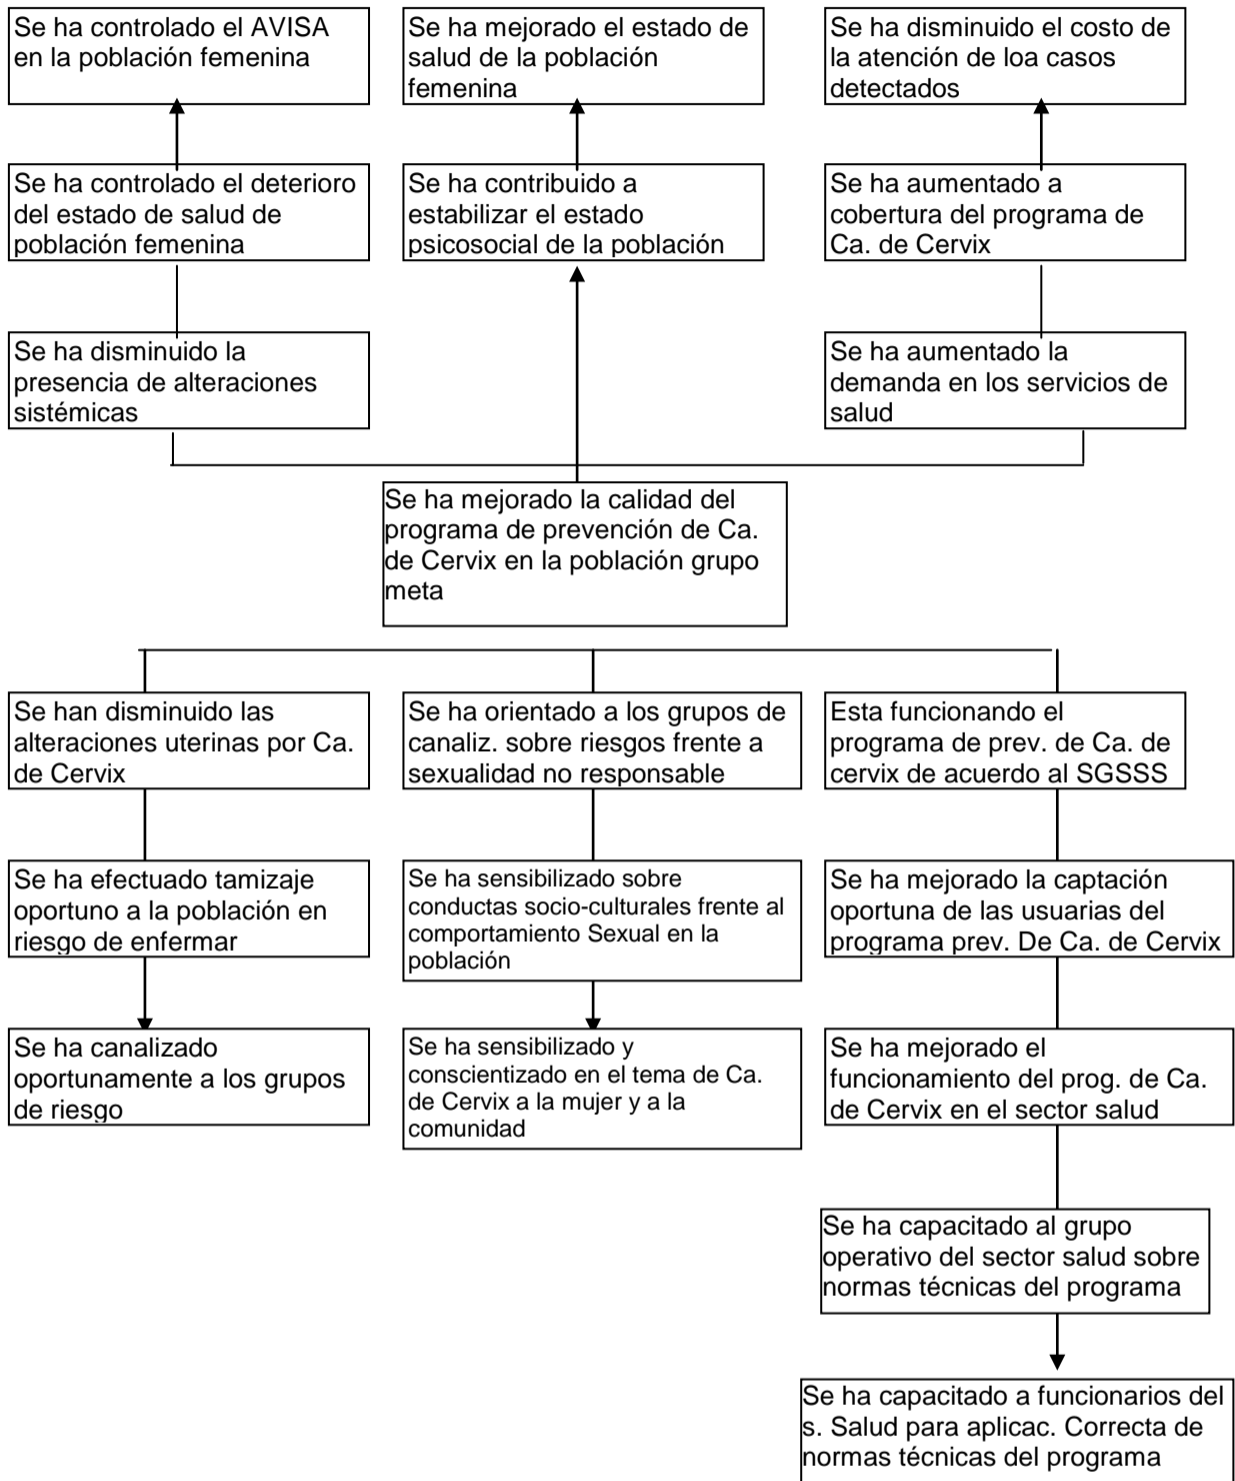 Se ha controlado el AVISA
en la población femenina
Se ha mejorado el estado de
salud de la población
femenina
Se ha disminuido el costo de
la atención de loa casos
detectados
Se ha controlado el deterioro
del estado de salud de
población femenina
Se ha contribuido a
estabilizar el estado
psicosocial de la población
Se ha aumentado a
cobertura del programa de
Ca. de Cervix
Se ha disminuido la
presencia de alteraciones
sistémicas
Se ha aumentado la
demanda en los servicios de
salud
Se ha mejorado la calidad del
programa de prevención de Ca.
de Cervix en la población grupo
meta
Se han disminuido las
alteraciones uterinas por Ca.
de Cervix
Se ha orientado a los grupos de
canaliz. sobre riesgos frente a
sexualidad no responsable
Esta funcionando el
programa de prev. de Ca. de
cervix de acuerdo al SGSSS
Se ha efectuado tamizaje
oportuno a la población en
riesgo de enfermar
Se ha sensibilizado sobre
conductas socio-culturales frente al
comportamiento Sexual en la
población
Se ha mejorado la captación
oportuna de las usuarias del
programa prev. De Ca. de Cervix
Se ha canalizado
oportunamente a los grupos
de riesgo
Se ha sensibilizado y
conscientizado en el tema de Ca.
de Cervix a la mujer y a la
comunidad
Se ha mejorado el
funcionamiento del prog. de Ca.
de Cervix en el sector salud
Se ha capacitado al grupo
operativo del sector salud sobre
normas técnicas del programa
Se ha capacitado a funcionarios del
s. Salud para aplicac. Correcta de
normas técnicas del programa